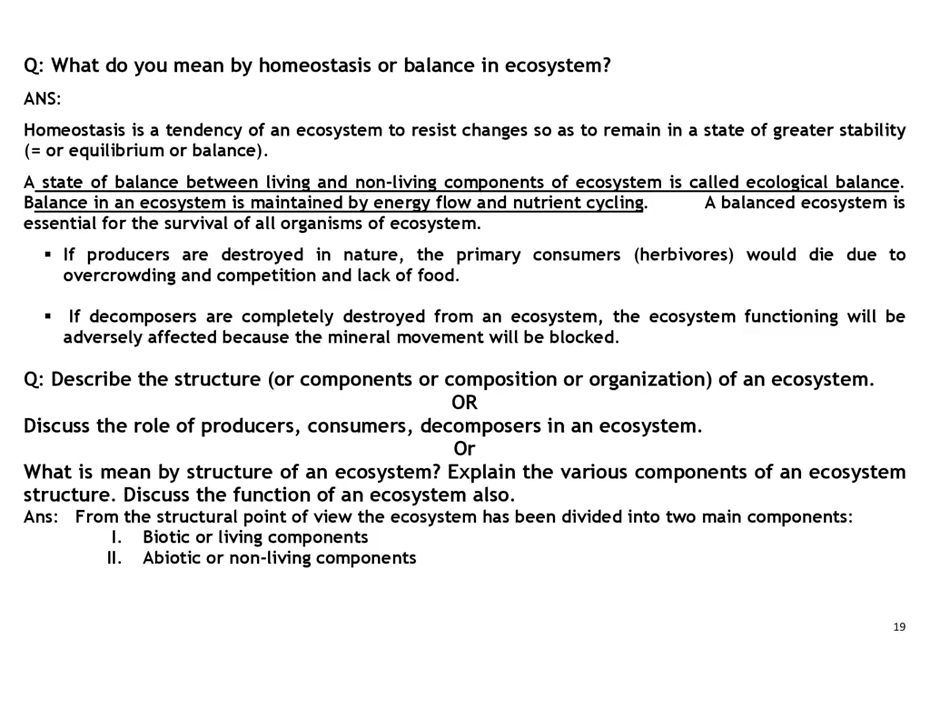 Q: What do you mean by homeostasis or balance in ecosystem?
ANS:
Homeostasis is a tendency of an ecosystem to resist changes so as to remain in a state of greater stability
(= or equilibrium or balance).
A state of balance between living and non-living components of ecosystem is called ecological balance.
Balance in an ecosystem is maintained by energy flow and nutrient cycling. A balanced ecosystem is
essential for the survival of all organisms of ecosystem.
▪ If producers are destroyed in nature, the primary consumers (herbivores) would die due to
overcrowding and competition and lack of food.
▪ If decomposers are completely destroyed from an ecosystem, the ecosystem functioning will be
adversely affected because the mineral movement will be blocked.
Q: Describe the structure (or components or composition or organization) of an ecosystem.
OR
Discuss the role of producers, consumers, decomposers in an ecosystem.
Or
What is mean by structure of an ecosystem? Explain the various components of an ecosystem
structure. Discuss the function of an ecosystem also.
Ans: From the structural point of view the ecosystem has been divided into two main components:
I. Biotic or living components
II. Abiotic or non-living components
19